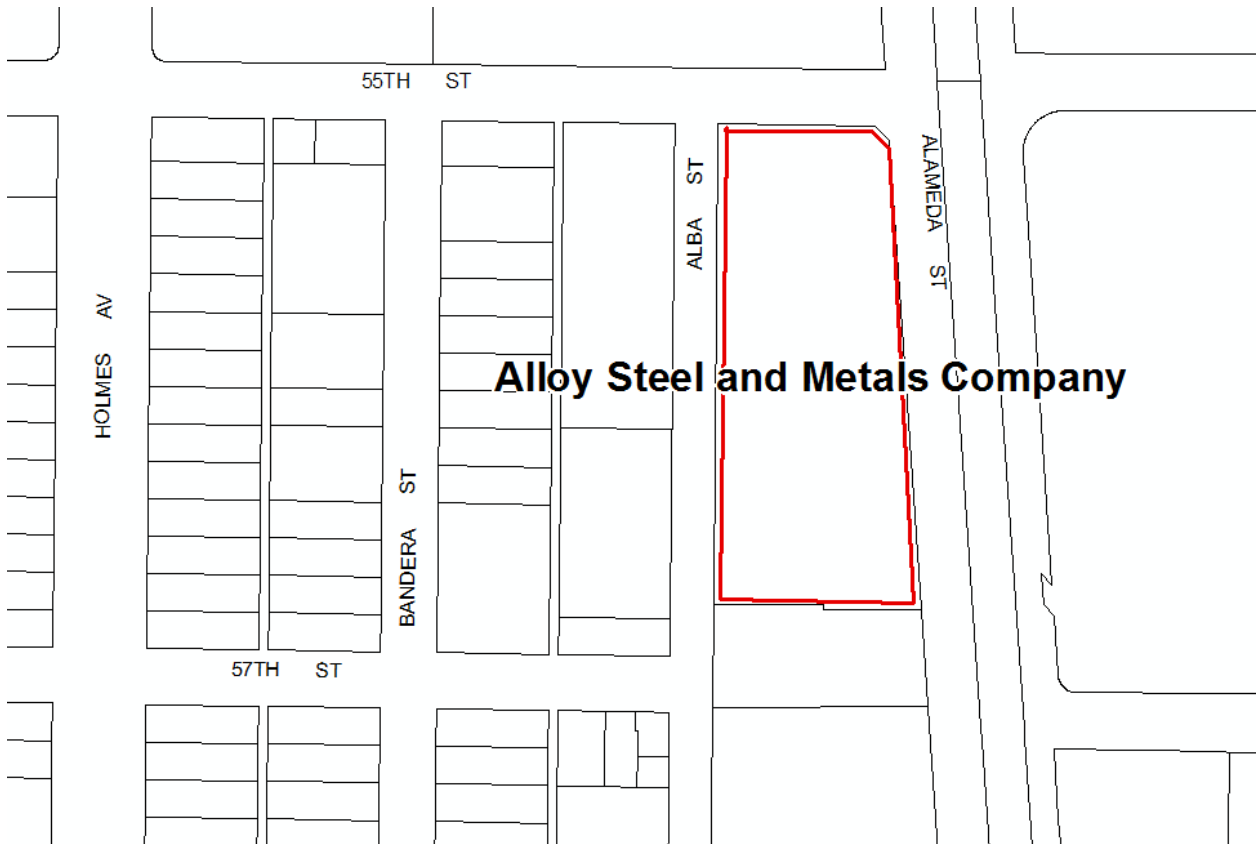 55TH ST
ALAMEDA ST
ALBA ST
HOLMES AV
Alloy Steel and Metals Company
BANDERA ST
57TH ST